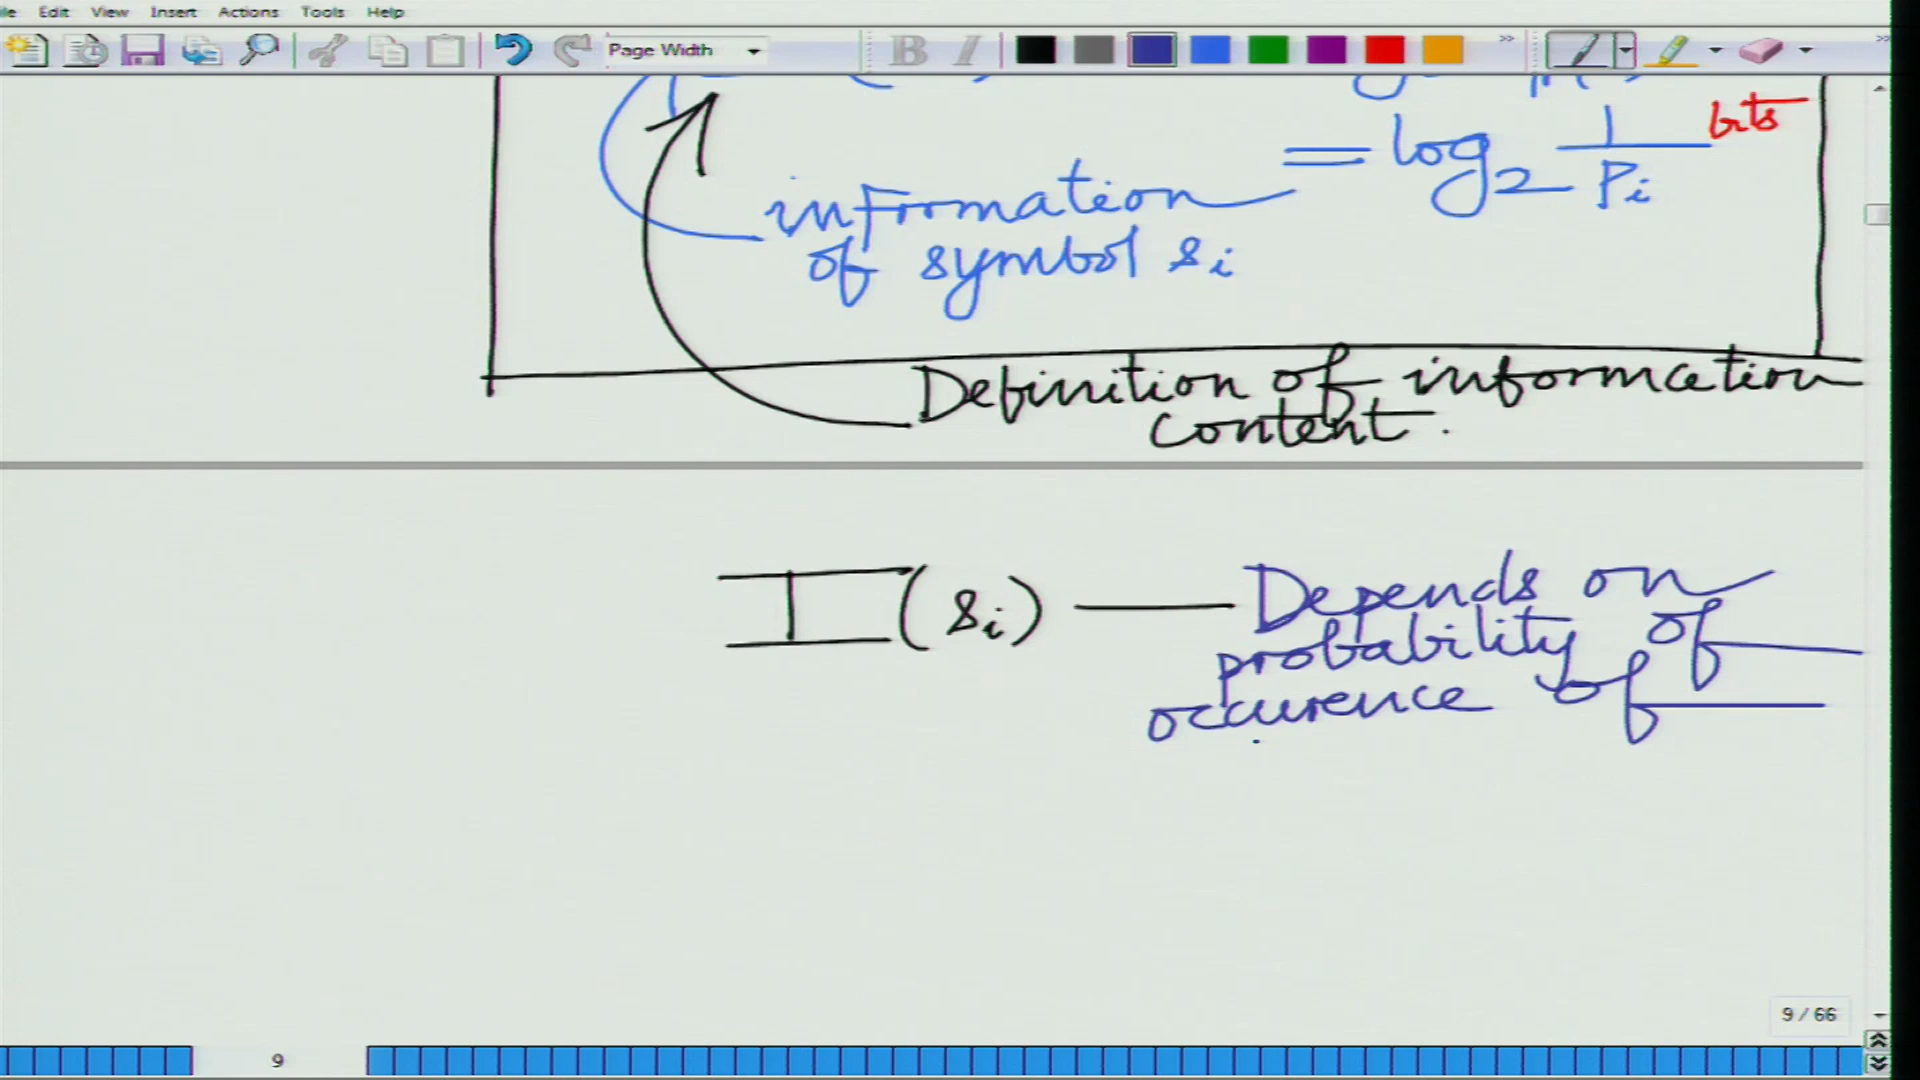 Edit View Insert Actions Tools Help
Page Width
B I
bits
= log2 1/Pi
information
of symbol si
Definition of information
content.
I(si) — Depends on
probability of
occurence of
9 / 66
9